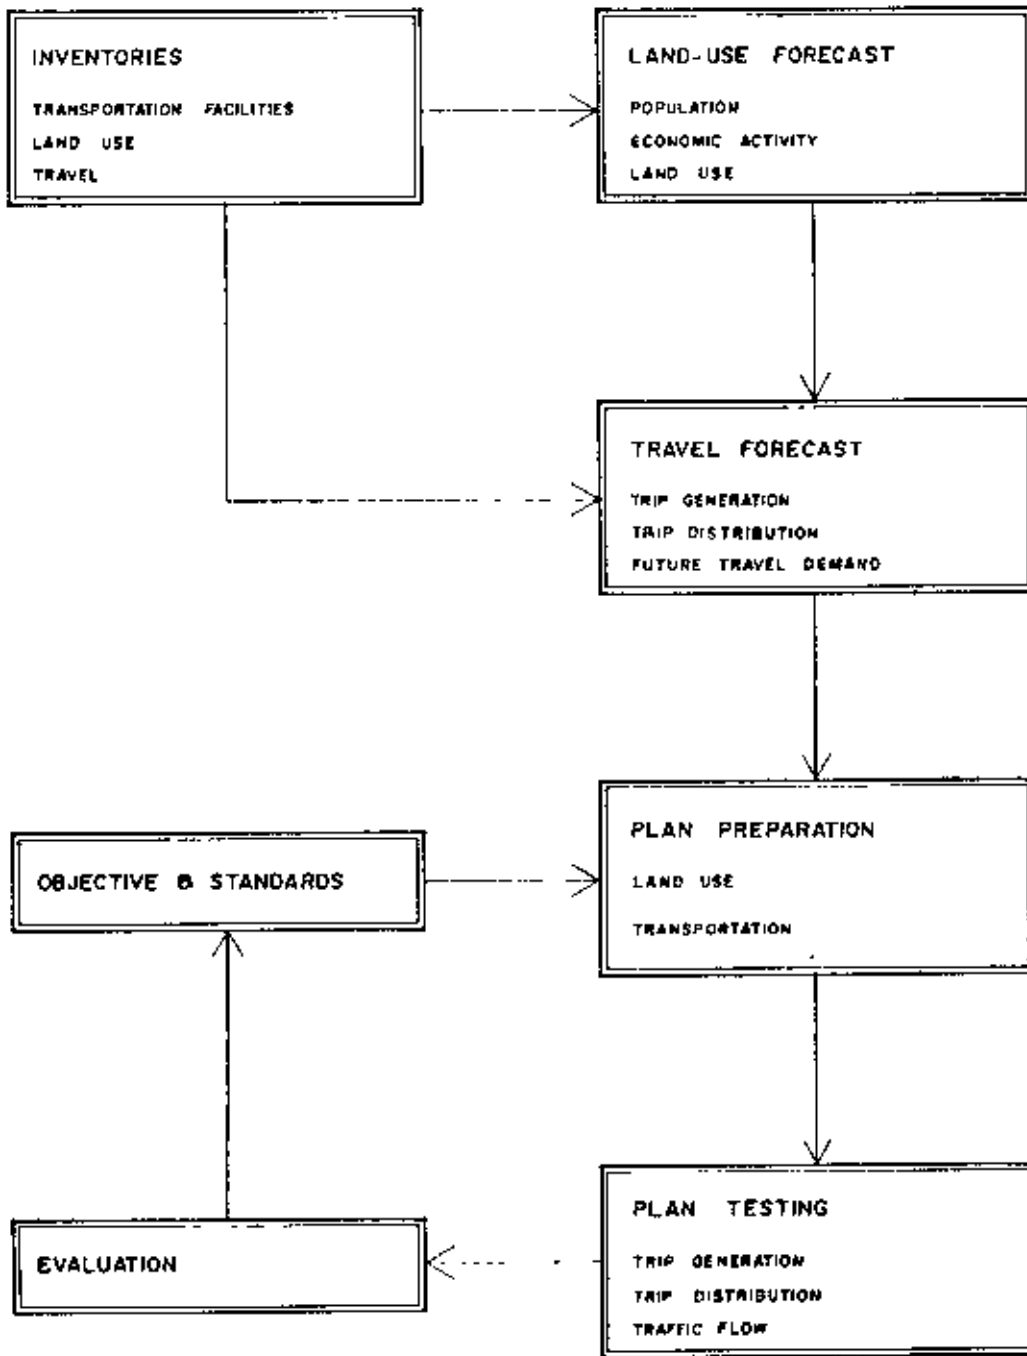 INVENTORIES
TRANSPORTATION FACILITIES
LAND USE
TRAVEL
LAND-USE FORECAST
POPULATION
ECONOMIC ACTIVITY
LAND USE
TRAVEL FORECAST
TRIP GENERATION
TRIP DISTRIBUTION
FUTURE TRAVEL DEMAND
PLAN PREPARATION
LAND USE
TRANSPORTATION
OBJECTIVE & STANDARDS
PLAN TESTING
TRIP GENERATION
TRIP DISTRIBUTION
TRAFFIC FLOW
EVALUATION